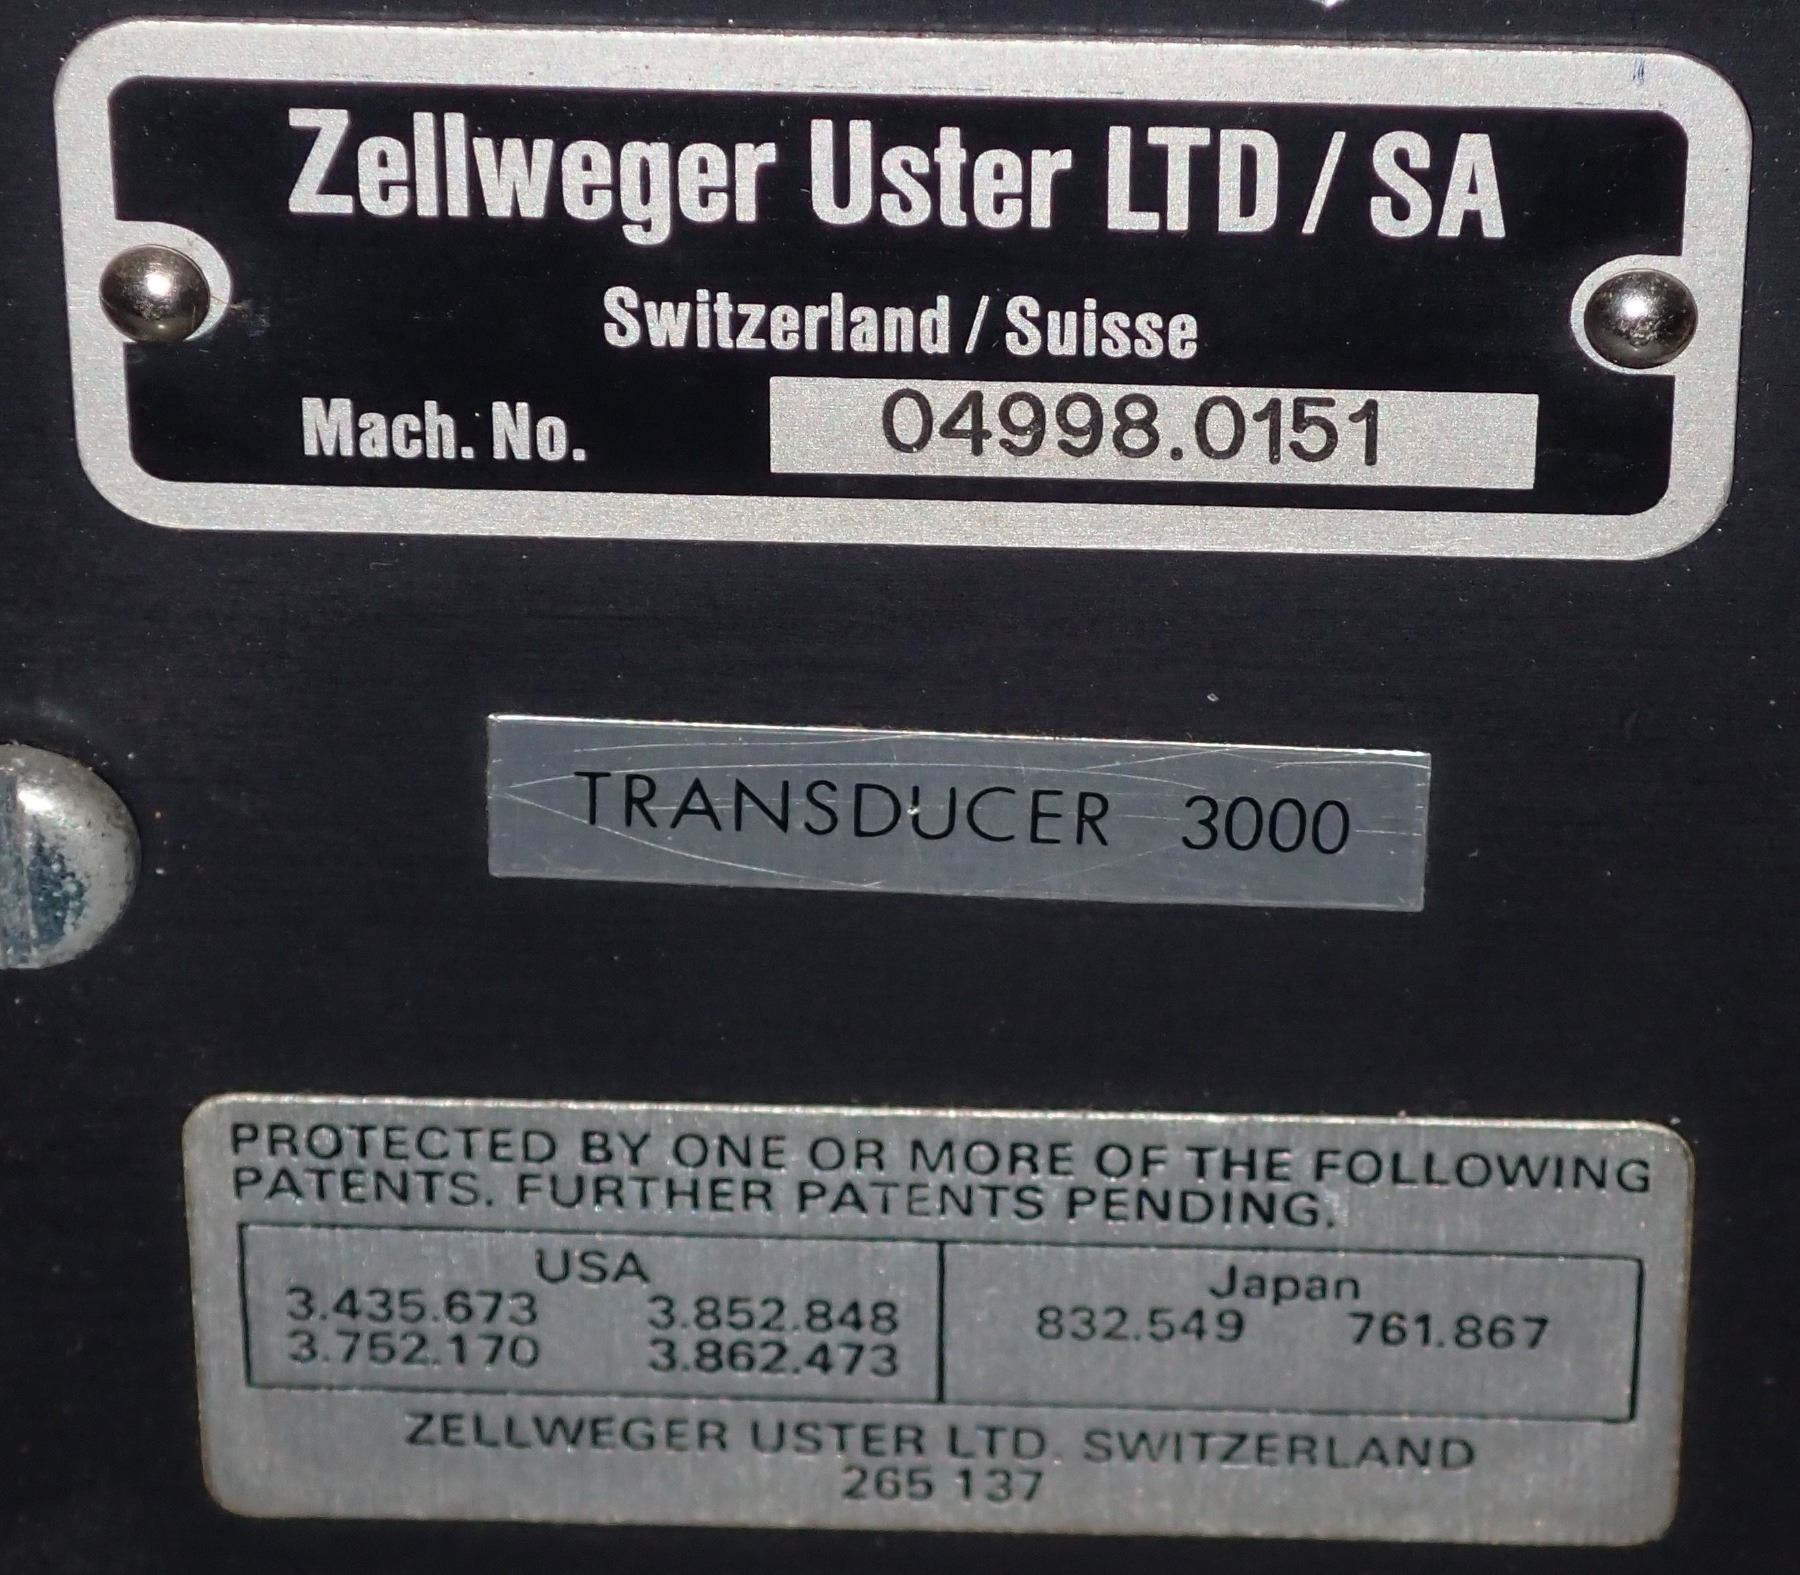 Zellweger Uster LTD / SA
Switzerland / Suisse
Mach. No. 04998.0151
TRANSDUCER 3000
PROTECTED BY ONE OR MORE OF THE FOLLOWING
PATENTS. FURTHER PATENTS PENDING.
USA
3.435.673 3.852.848
3.752.170 3.862.473
Japan
832.549 761.867
ZELLWEGER USTER LTD. SWITZERLAND
265 137